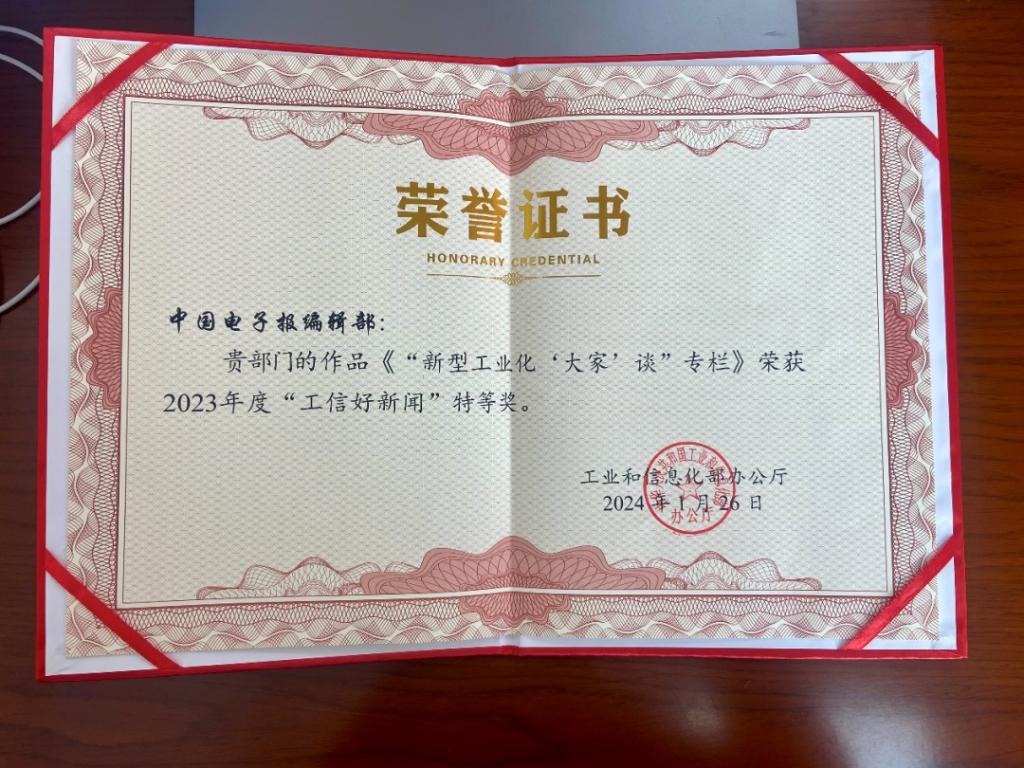 荣誉证书
HONORARY CREDENTIAL
中国电子报编辑部：
贵部门的作品《“新型工业化‘大家’谈”专栏》荣获
2023年度“工信好新闻”特等奖。
工业和信息化部办公厅
2024年1月26日
办公厅